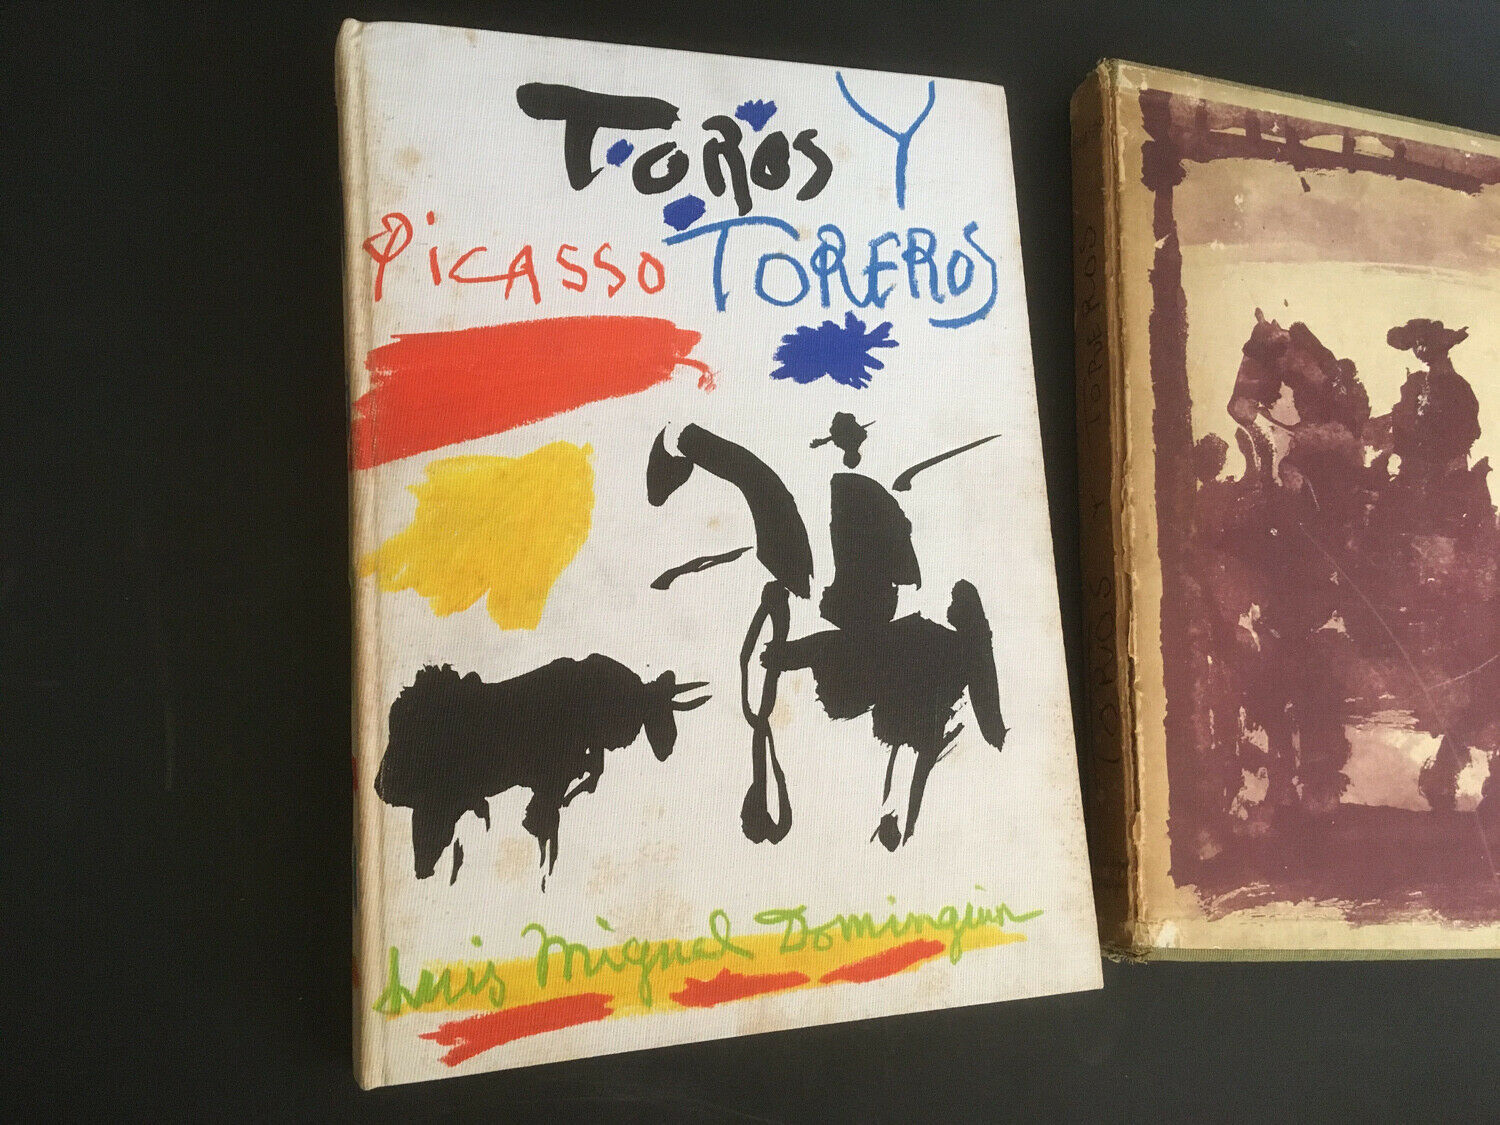 TOROS Y
PICASSO TOREROS
Luis Miguel Dominguin
TOROS Y TOREROS